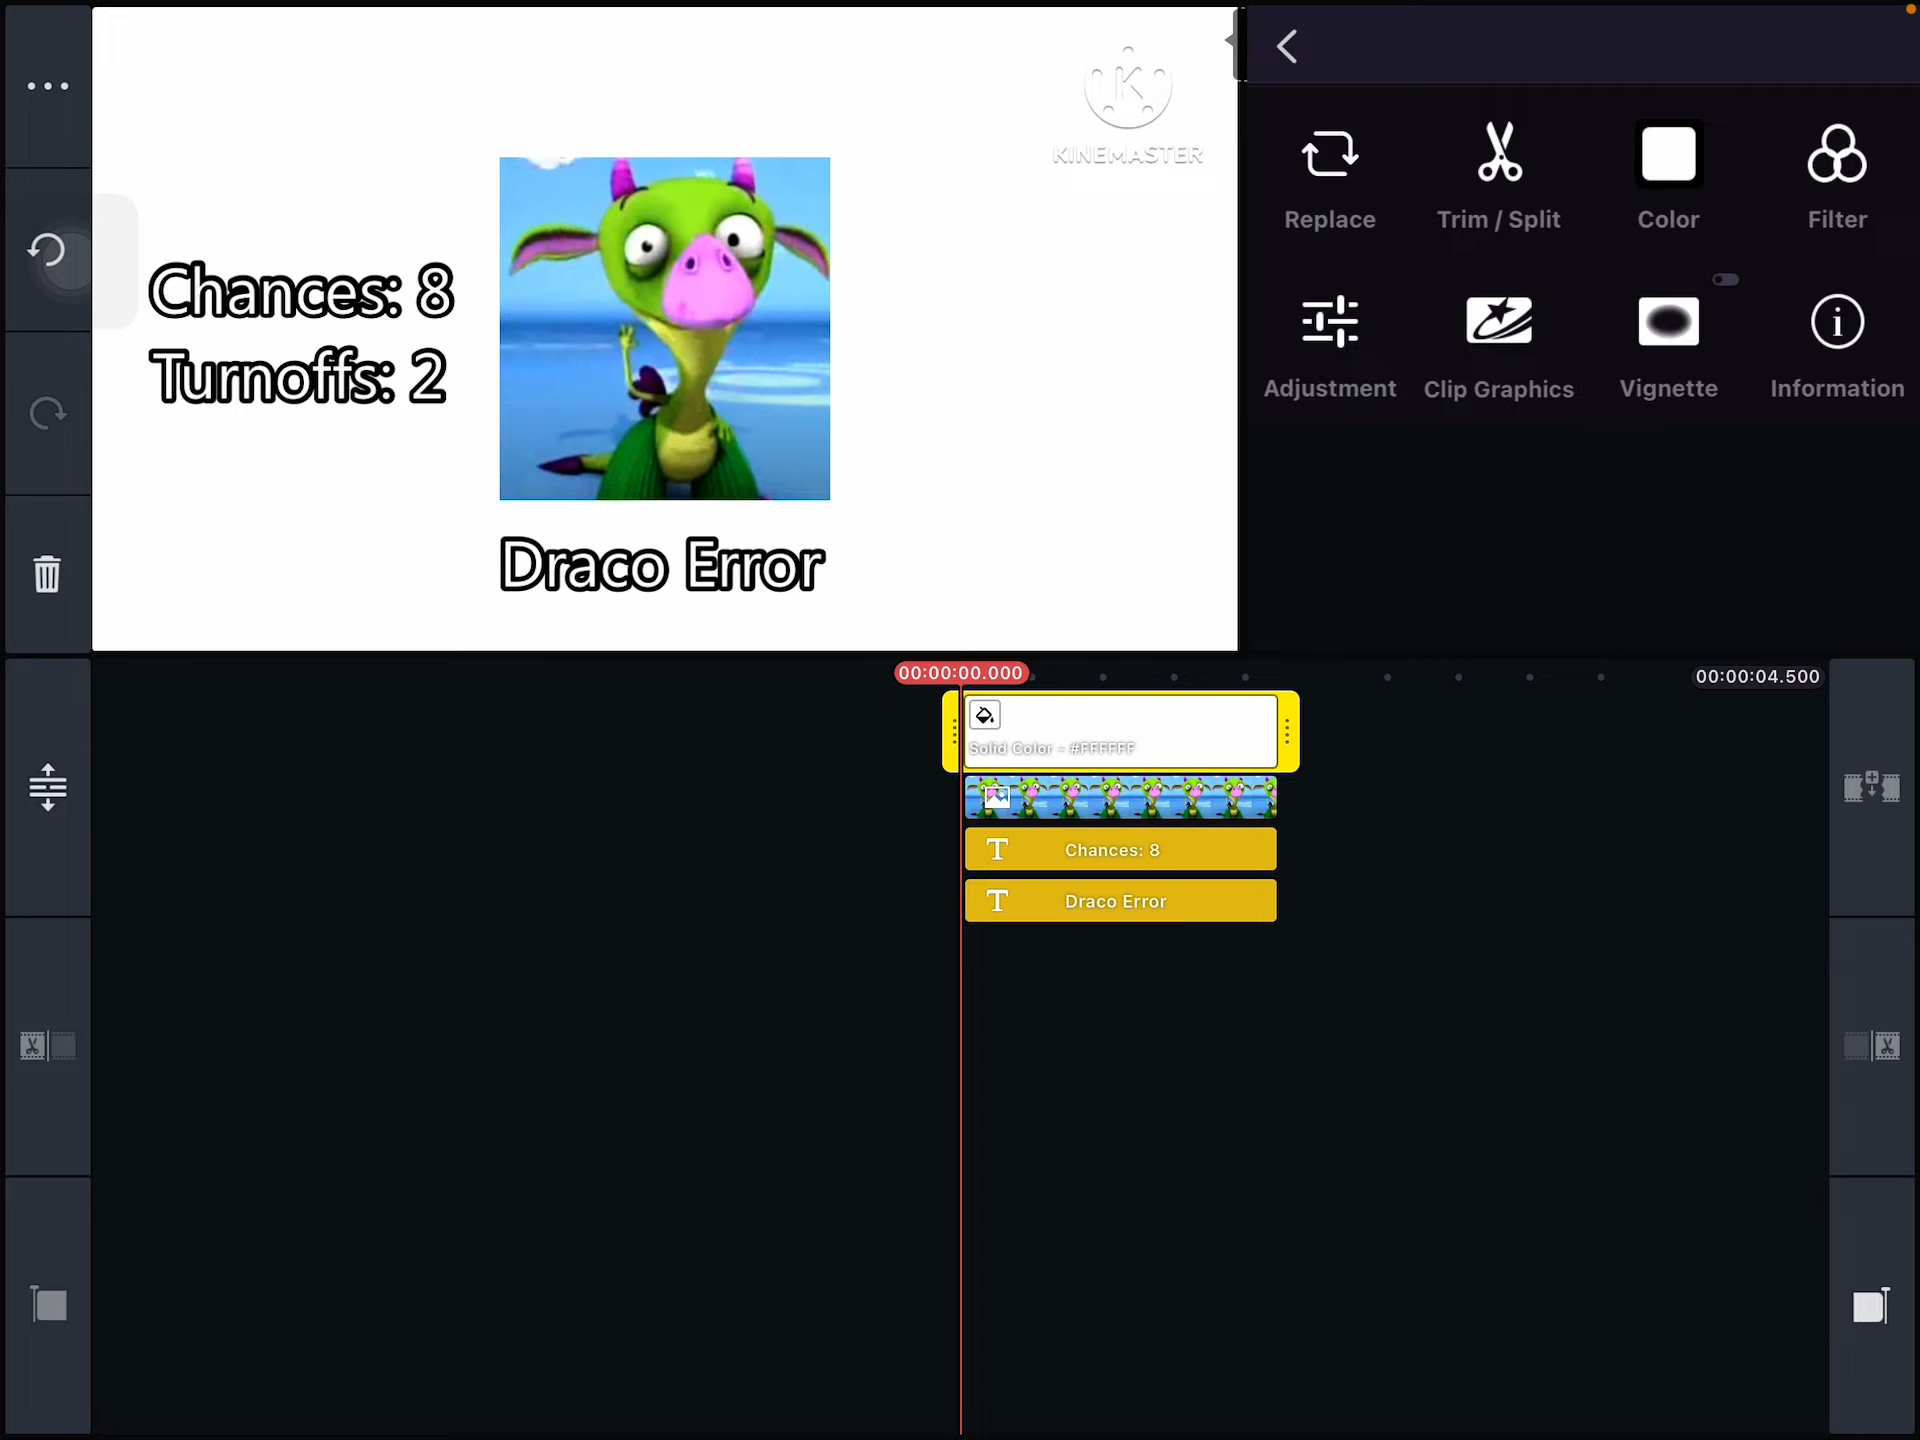 KINEMASTER
Chances: 8
Turnoffs: 2
Draco Error
Replace
Trim / Split
Color
Filter
Adjustment
Clip Graphics
Vignette
Information
00:00:00.000
00:00:04.500
Solid Color - #FFFFFF
Chances: 8
Draco Error